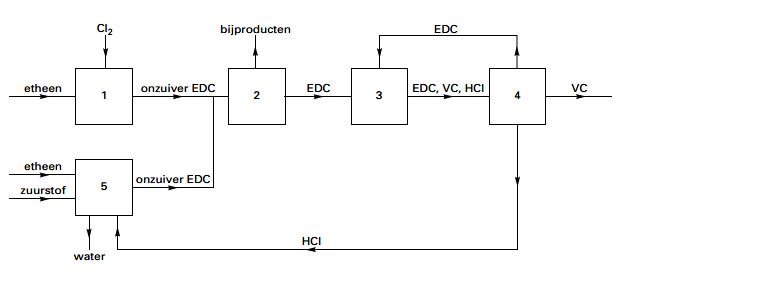 Cl2
bijproducten
EDC
etheen
onzuiver EDC
EDC
EDC, VC, HCl
VC
1
2
3
4
etheen
zuurstof
5
onzuiver EDC
HCl
water